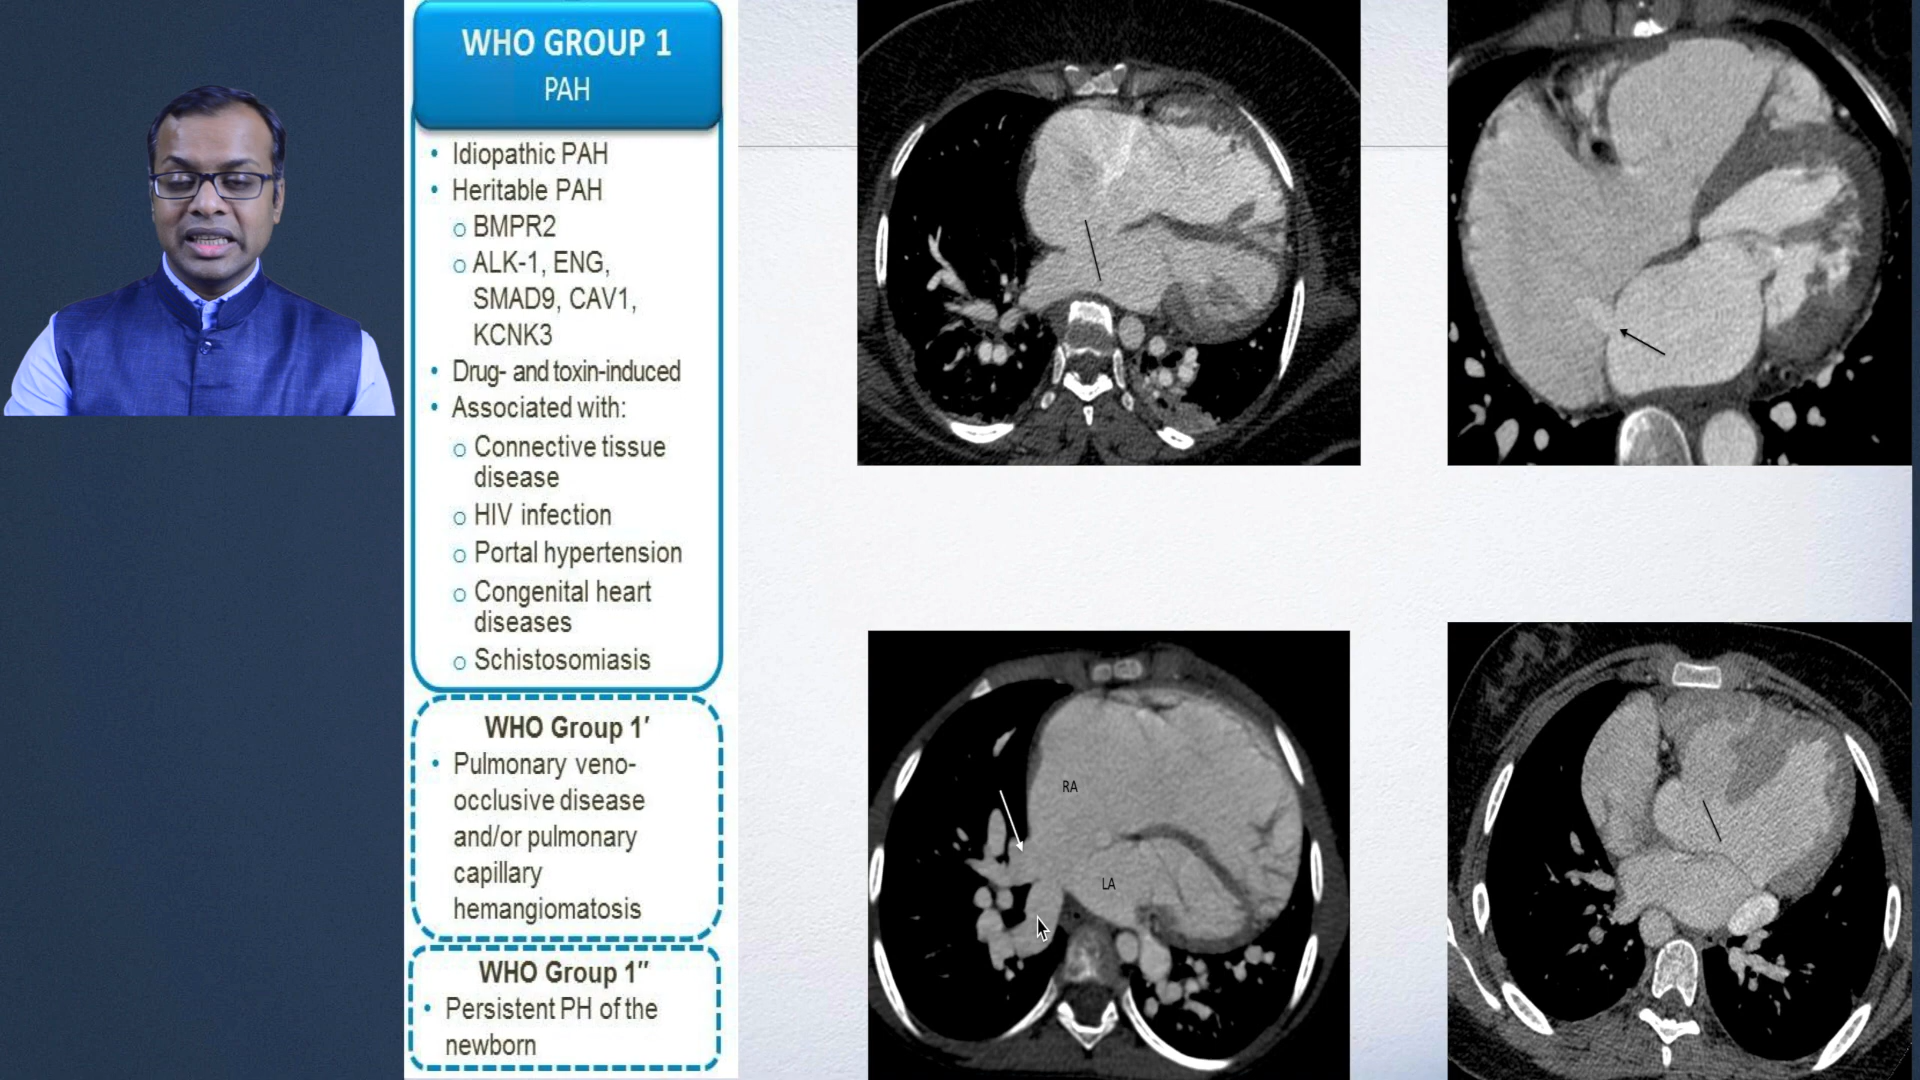 WHO GROUP 1
PAH
• Idiopathic PAH
• Heritable PAH
o BMPR2
o ALK-1, ENG,
SMAD9, CAV1,
KCNK3
• Drug- and toxin-induced
• Associated with:
o Connective tissue
disease
o HIV infection
o Portal hypertension
o Congenital heart
diseases
o Schistosomiasis
WHO Group 1′
• Pulmonary veno-
occlusive disease
and/or pulmonary
capillary
hemangiomatosis
WHO Group 1″
• Persistent PH of the
newborn
RA
LA